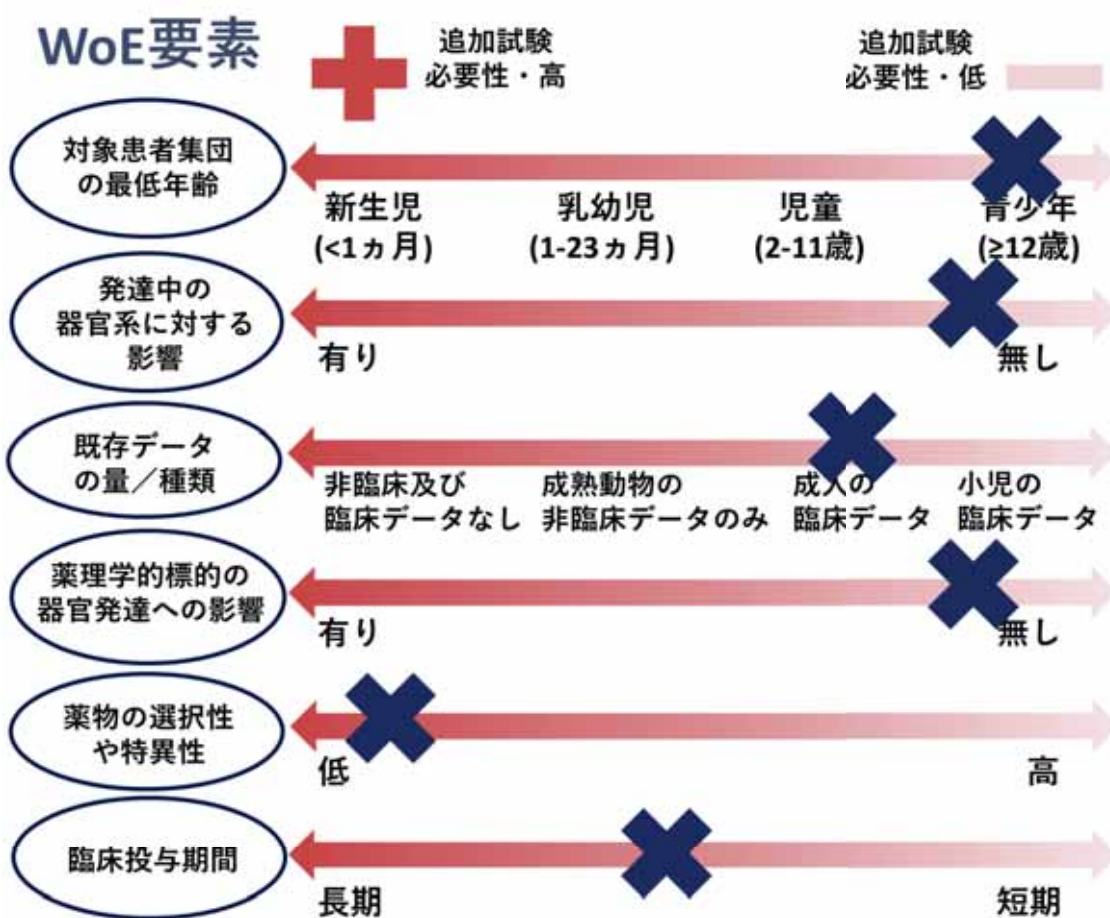 WoE要素
追加試験
必要性・高
追加試験
必要性・低
対象患者集団
の最低年齢
新生児
(<1ヵ月)
乳幼児
(1-23ヵ月)
児童
(2-11歳)
青少年
(≥12歳)
発達中の
器官系に対する
影響
有り
無し
既存データ
の量／種類
非臨床及び
臨床データなし
成熟動物の
非臨床データのみ
成人の
臨床データ
小児の
臨床データ
薬理学的標的の
器官発達への影響
有り
無し
薬物の選択性
や特異性
低
高
臨床投与期間
長期
短期